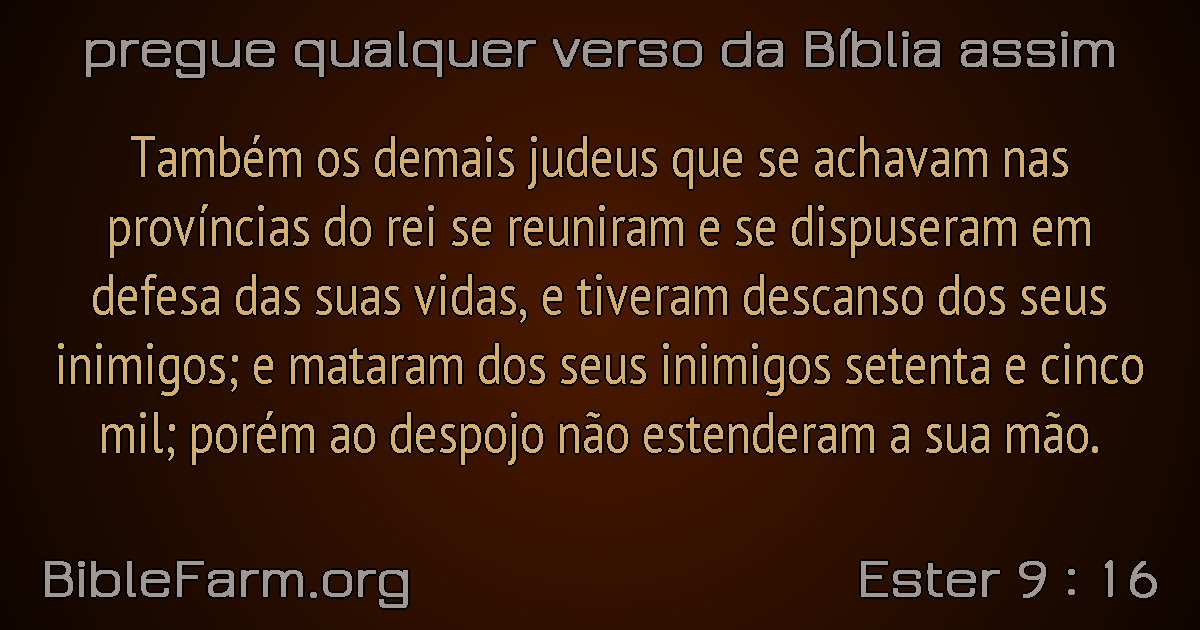 pregue qualquer verso da Bíblia assim
Também os demais judeus que se achavam nas
províncias do rei se reuniram e se dispuseram em
defesa das suas vidas, e tiveram descanso dos seus
inimigos; e mataram dos seus inimigos setenta e cinco
mil; porém ao despojo não estenderam a sua mão.
BibleFarm.org
Ester 9 : 16